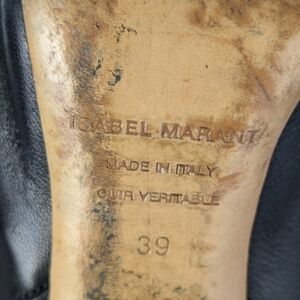 ISABEL MARANT
MADE IN ITALY
CUIR VERITABLE
39